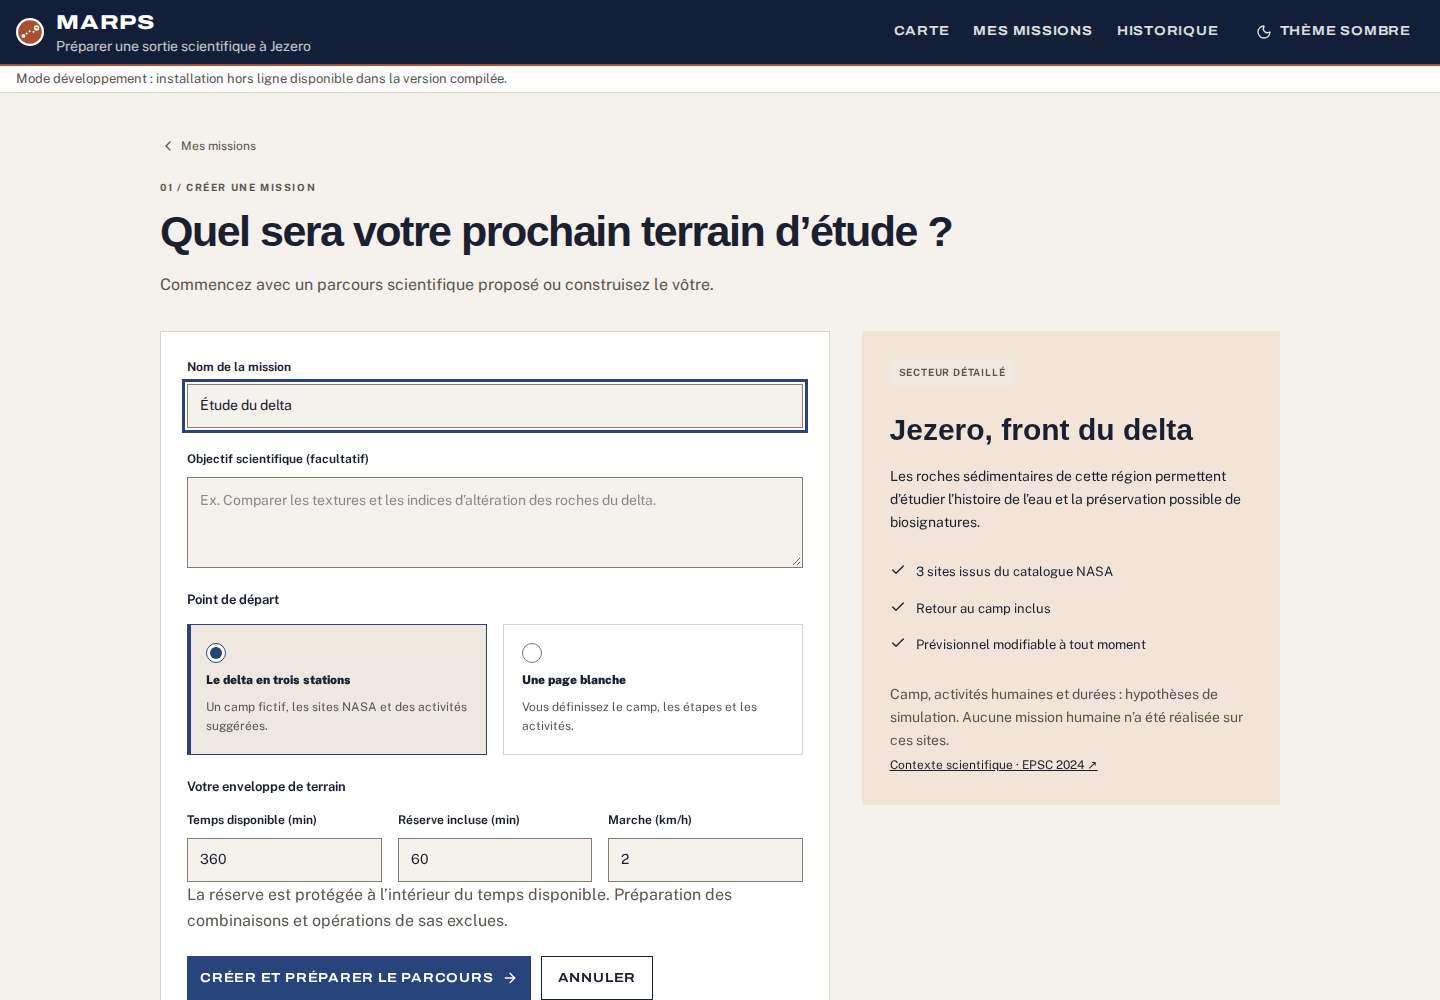 MARPS
Préparer une sortie scientifique à Jezero
CARTE
MES MISSIONS
HISTORIQUE
THÈME SOMBRE
Mode développement : installation hors ligne disponible dans la version compilée.
Mes missions
01 / CRÉER UNE MISSION
Quel sera votre prochain terrain d’étude ?
Commencez avec un parcours scientifique proposé ou construisez le vôtre.
Nom de la mission
Étude du delta
Objectif scientifique (facultatif)
Ex. Comparer les textures et les indices d’altération des roches du delta.
Point de départ
Le delta en trois stations
Un camp fictif, les sites NASA et des activités
suggérées.
Une page blanche
Vous définissez le camp, les étapes et les
activités.
Votre enveloppe de terrain
Temps disponible (min)
Réserve incluse (min)
Marche (km/h)
360
60
2
La réserve est protégée à l’intérieur du temps disponible. Préparation des
combinaisons et opérations de sas exclues.
CRÉER ET PRÉPARER LE PARCOURS →
ANNULER
SECTEUR DÉTAILLÉ
Jezero, front du delta
Les roches sédimentaires de cette région permettent
d’étudier l’histoire de l’eau et la préservation possible de
biosignatures.
3 sites issus du catalogue NASA
Retour au camp inclus
Prévisionnel modifiable à tout moment
Camp, activités humaines et durées : hypothèses de
simulation. Aucune mission humaine n’a été réalisée sur
ces sites.
Contexte scientifique · EPSC 2024 ↗